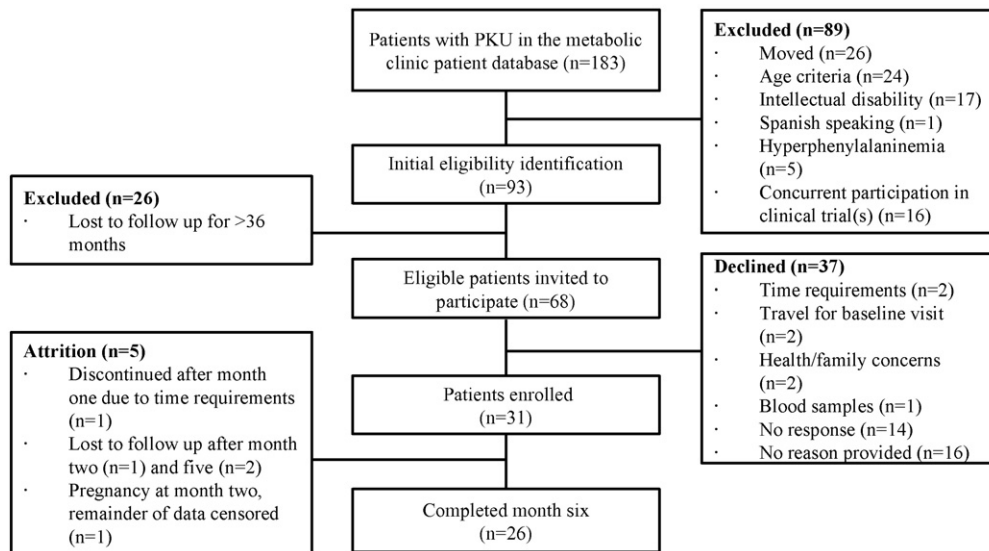 Patients with PKU in the metabolic
clinic patient database (n=183)
Excluded (n=89)
· Moved (n=26)
· Age criteria (n=24)
· Intellectual disability (n=17)
· Spanish speaking (n=1)
· Hyperphenylalaninemia
(n=5)
· Concurrent participation in
clinical trial(s) (n=16)
Initial eligibility identification
(n=93)
Excluded (n=26)
· Lost to follow up for >36
months
Eligible patients invited to
participate (n=68)
Declined (n=37)
· Time requirements (n=2)
· Travel for baseline visit
(n=2)
· Health/family concerns
(n=2)
· Blood samples (n=1)
· No response (n=14)
· No reason provided (n=16)
Patients enrolled
(n=31)
Attrition (n=5)
· Discontinued after month
one due to time requirements
(n=1)
· Lost to follow up after month
two (n=1) and five (n=2)
· Pregnancy at month two,
remainder of data censored
(n=1)
Completed month six
(n=26)